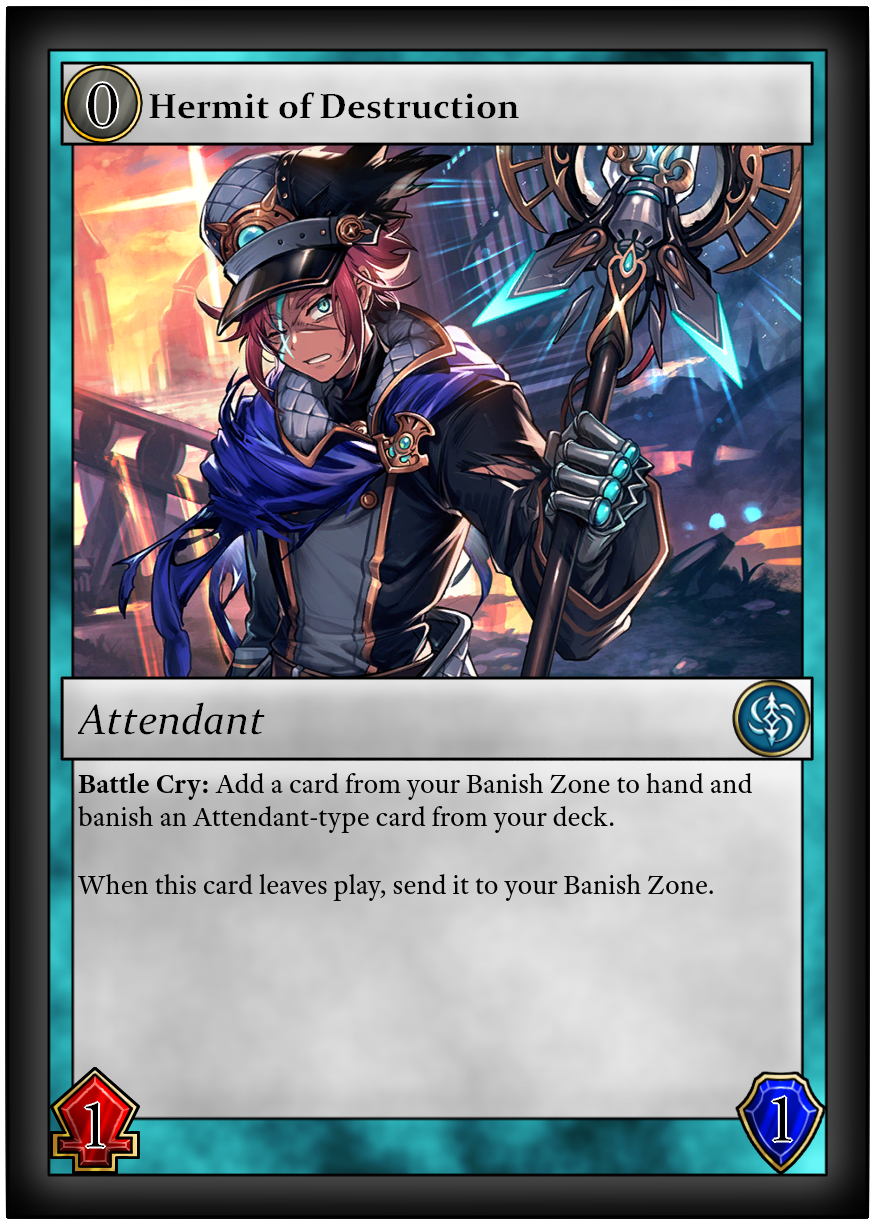 0 Hermit of Destruction
Attendant
Battle Cry: Add a card from your Banish Zone to hand and
banish an Attendant-type card from your deck.
When this card leaves play, send it to your Banish Zone.
1 1